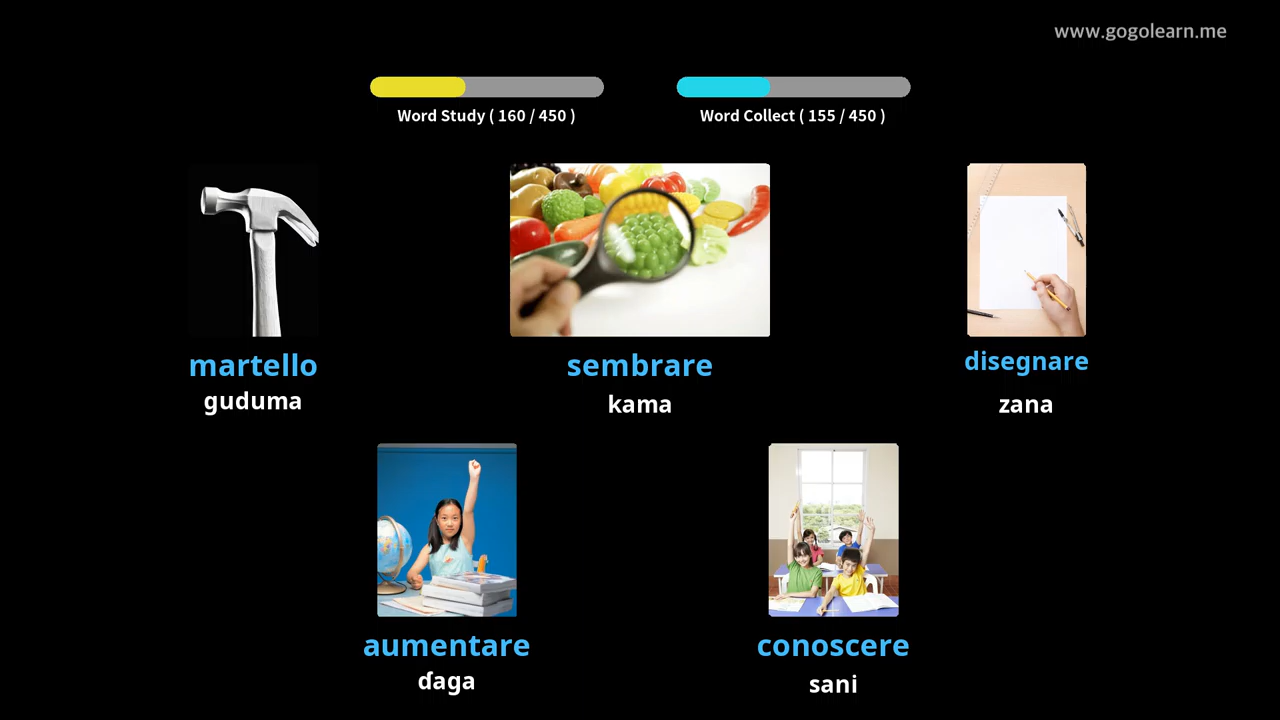 www.gogolearn.me
Word Study ( 160 / 450 )
Word Collect ( 155 / 450 )
martello
guduma
sembrare
kama
disegnare
zana
aumentare
ɗaga
conoscere
sani